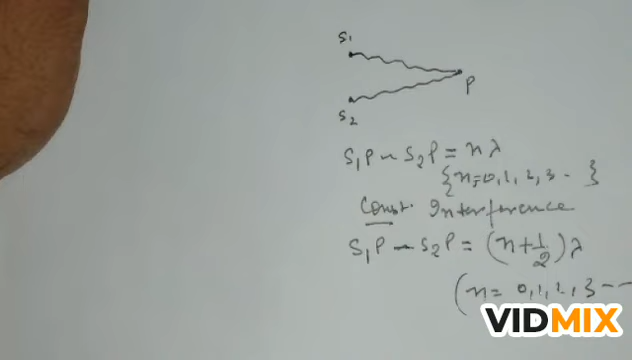 S1
P
S2
S1P ~ S2P = nλ
{n=0,1,2,3 - }
Const. Interference
S1P ~ S2P = (n+1/2)λ
(n= 0,1,2,3 --
VIDMIX